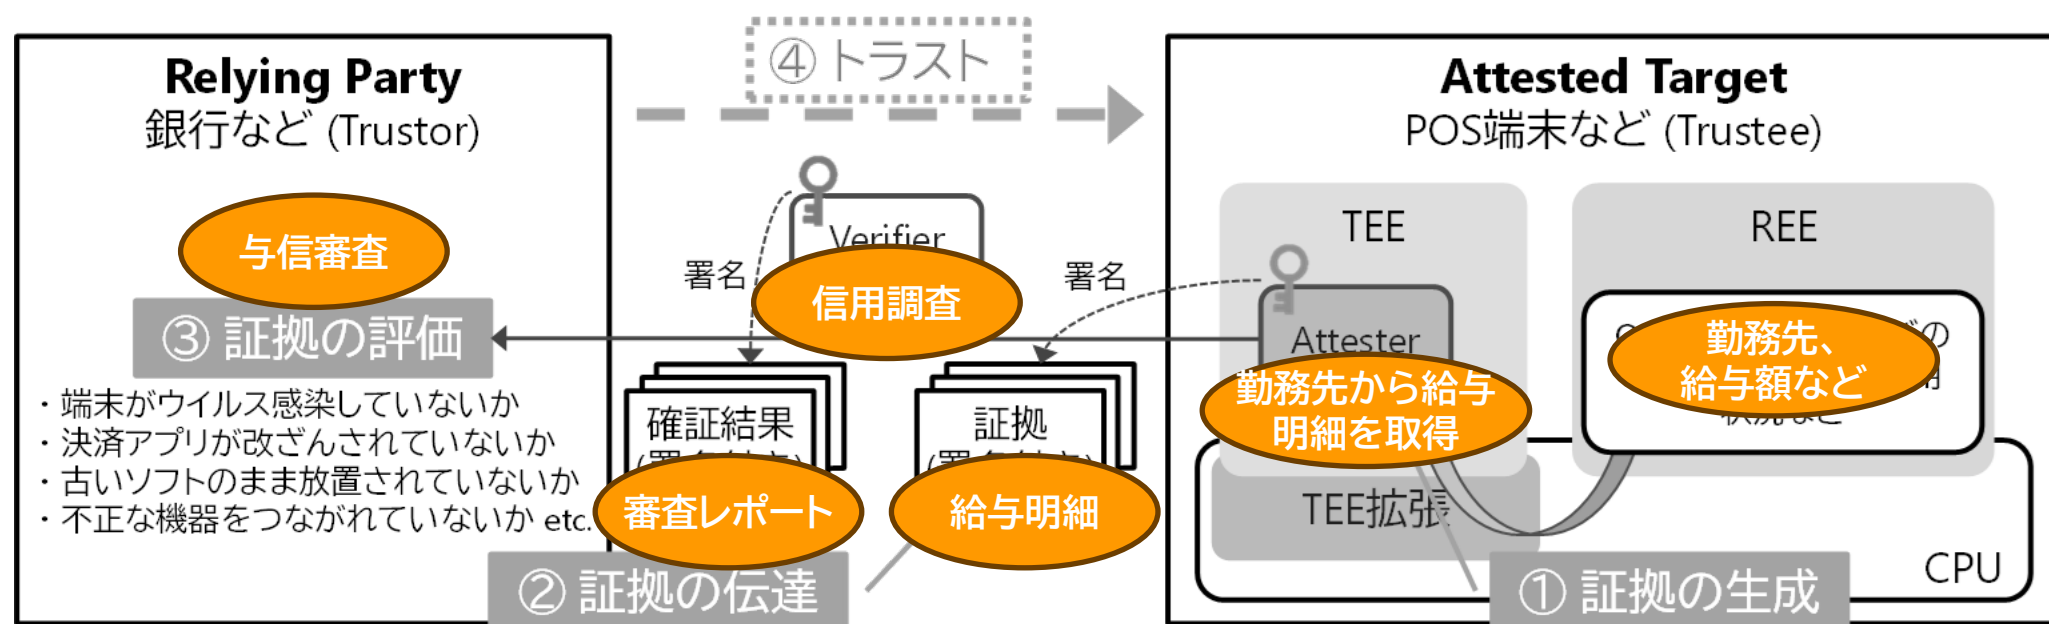 Relying Party
銀行など (Trustor)
与信審査
③ 証拠の評価
・端末がウイルス感染していないか
・決済アプリが改ざんされていないか
・古いソフトのまま放置されていないか
・不正な機器をつながれていないか etc.
④ トラスト
Verifier
署名
信用調査
署名
確証結果
審査レポート
証拠
給与明細
② 証拠の伝達
Attested Target
POS端末など (Trustee)
TEE
REE
Attester
勤務先から給与
明細を取得
勤務先、
給与額など
TEE拡張
CPU
① 証拠の生成